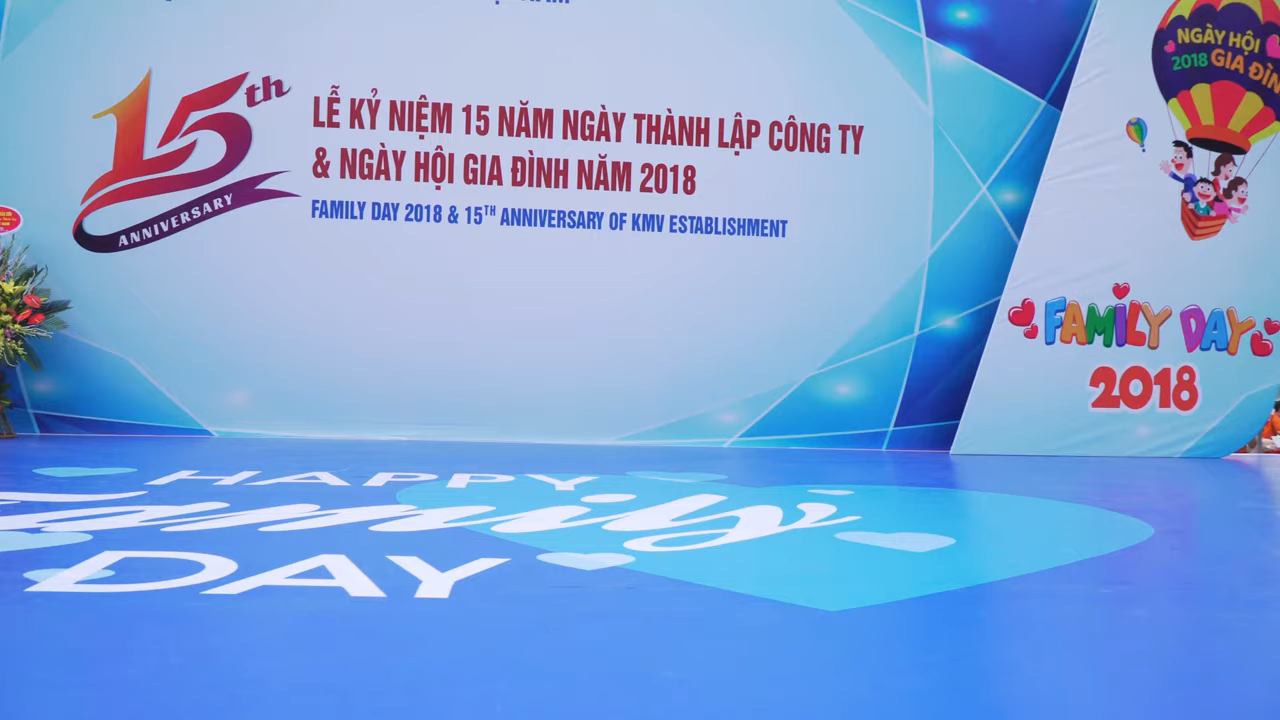 15th
ANNIVERSARY
LỄ KỶ NIỆM 15 NĂM NGÀY THÀNH LẬP CÔNG TY
& NGÀY HỘI GIA ĐÌNH NĂM 2018
FAMILY DAY 2018 & 15TH ANNIVERSARY OF KMV ESTABLISHMENT
NGÀY HỘI
2018 GIA ĐÌN
FAMILY DAY
2018
HAPPY
Family
DAY